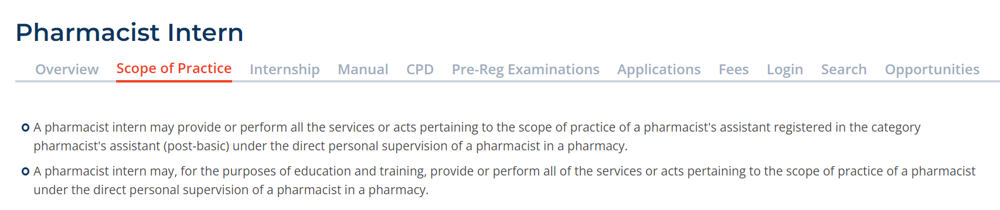 Pharmacist Intern
Overview Scope of Practice Internship Manual CPD Pre-Reg Examinations Applications Fees Login Search Opportunities
A pharmacist intern may provide or perform all the services or acts pertaining to the scope of practice of a pharmacist's assistant registered in the category
pharmacist's assistant (post-basic) under the direct personal supervision of a pharmacist in a pharmacy.
A pharmacist intern may, for the purposes of education and training, provide or perform all of the services or acts pertaining to the scope of practice of a pharmacist
under the direct personal supervision of a pharmacist in a pharmacy.